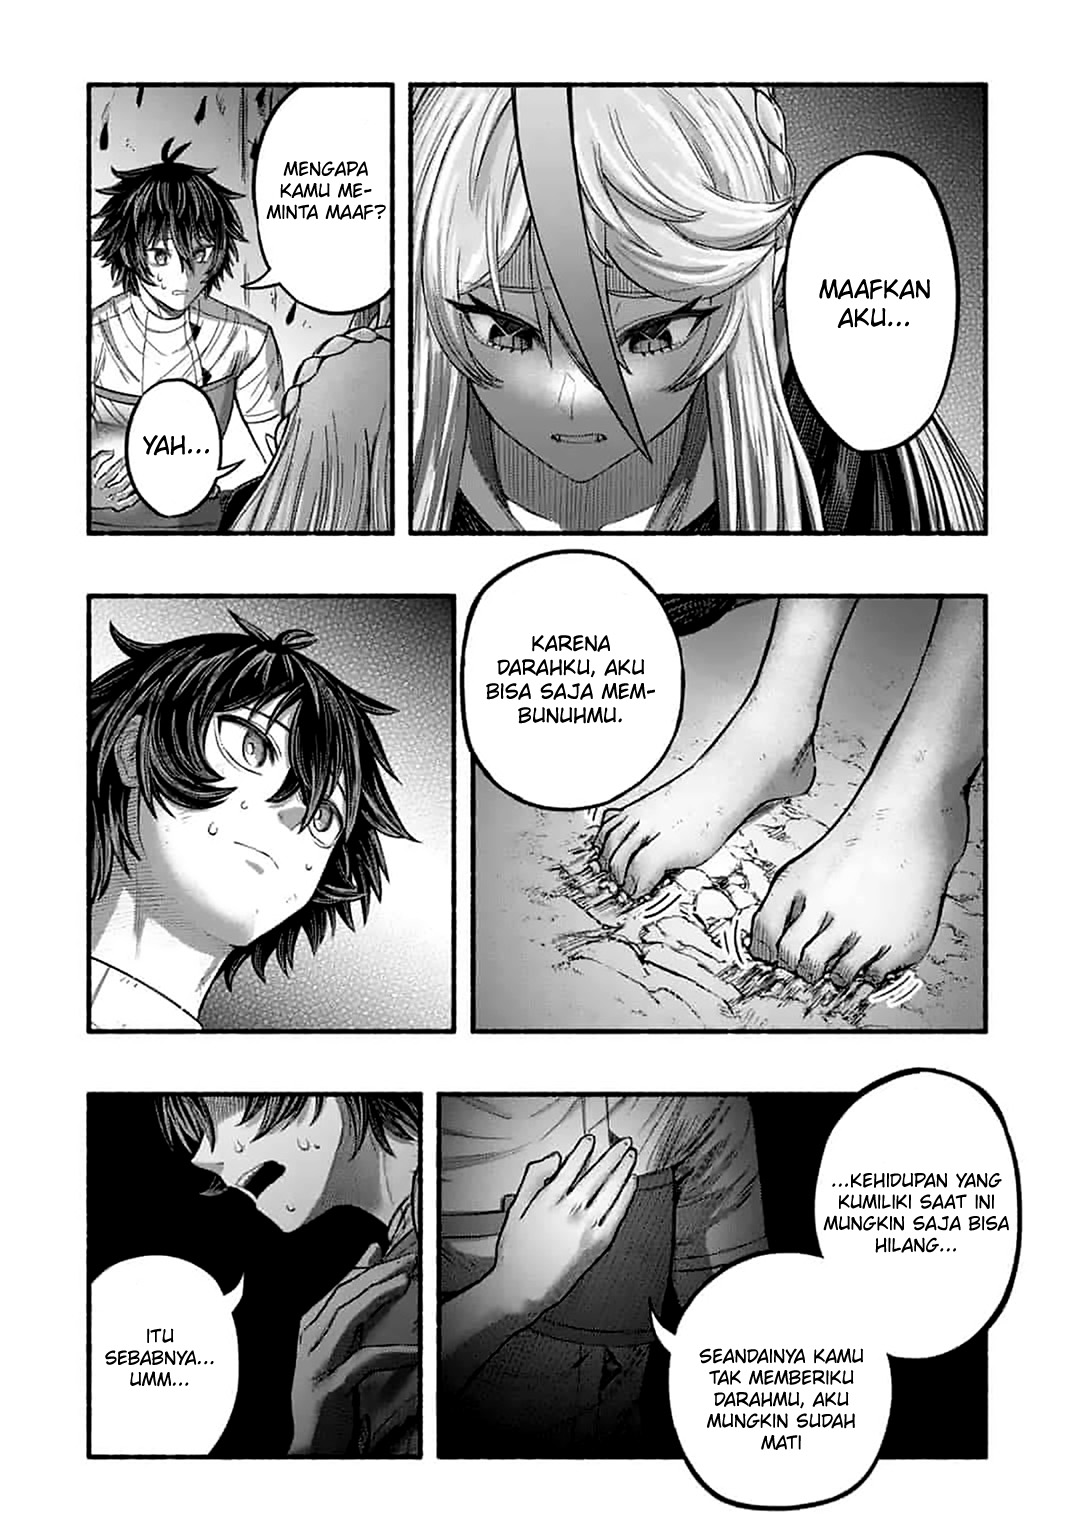 MAAFKAN
AKU...
MENGAPA
KAMU ME-
MINTA MAAF?
YAH...
KARENA
DARAHKU, AKU
BISA SAJA MEM-
BUNUHMU.
...KEHIDUPAN YANG
KUMILIKI SAAT INI
MUNGKIN SAJA BISA
HILANG...
SEANDAINYA KAMU
TAK MEMBERIKU
DARAHMU, AKU
MUNGKIN SUDAH
MATI
ITU
SEBABNYA...
UMM...